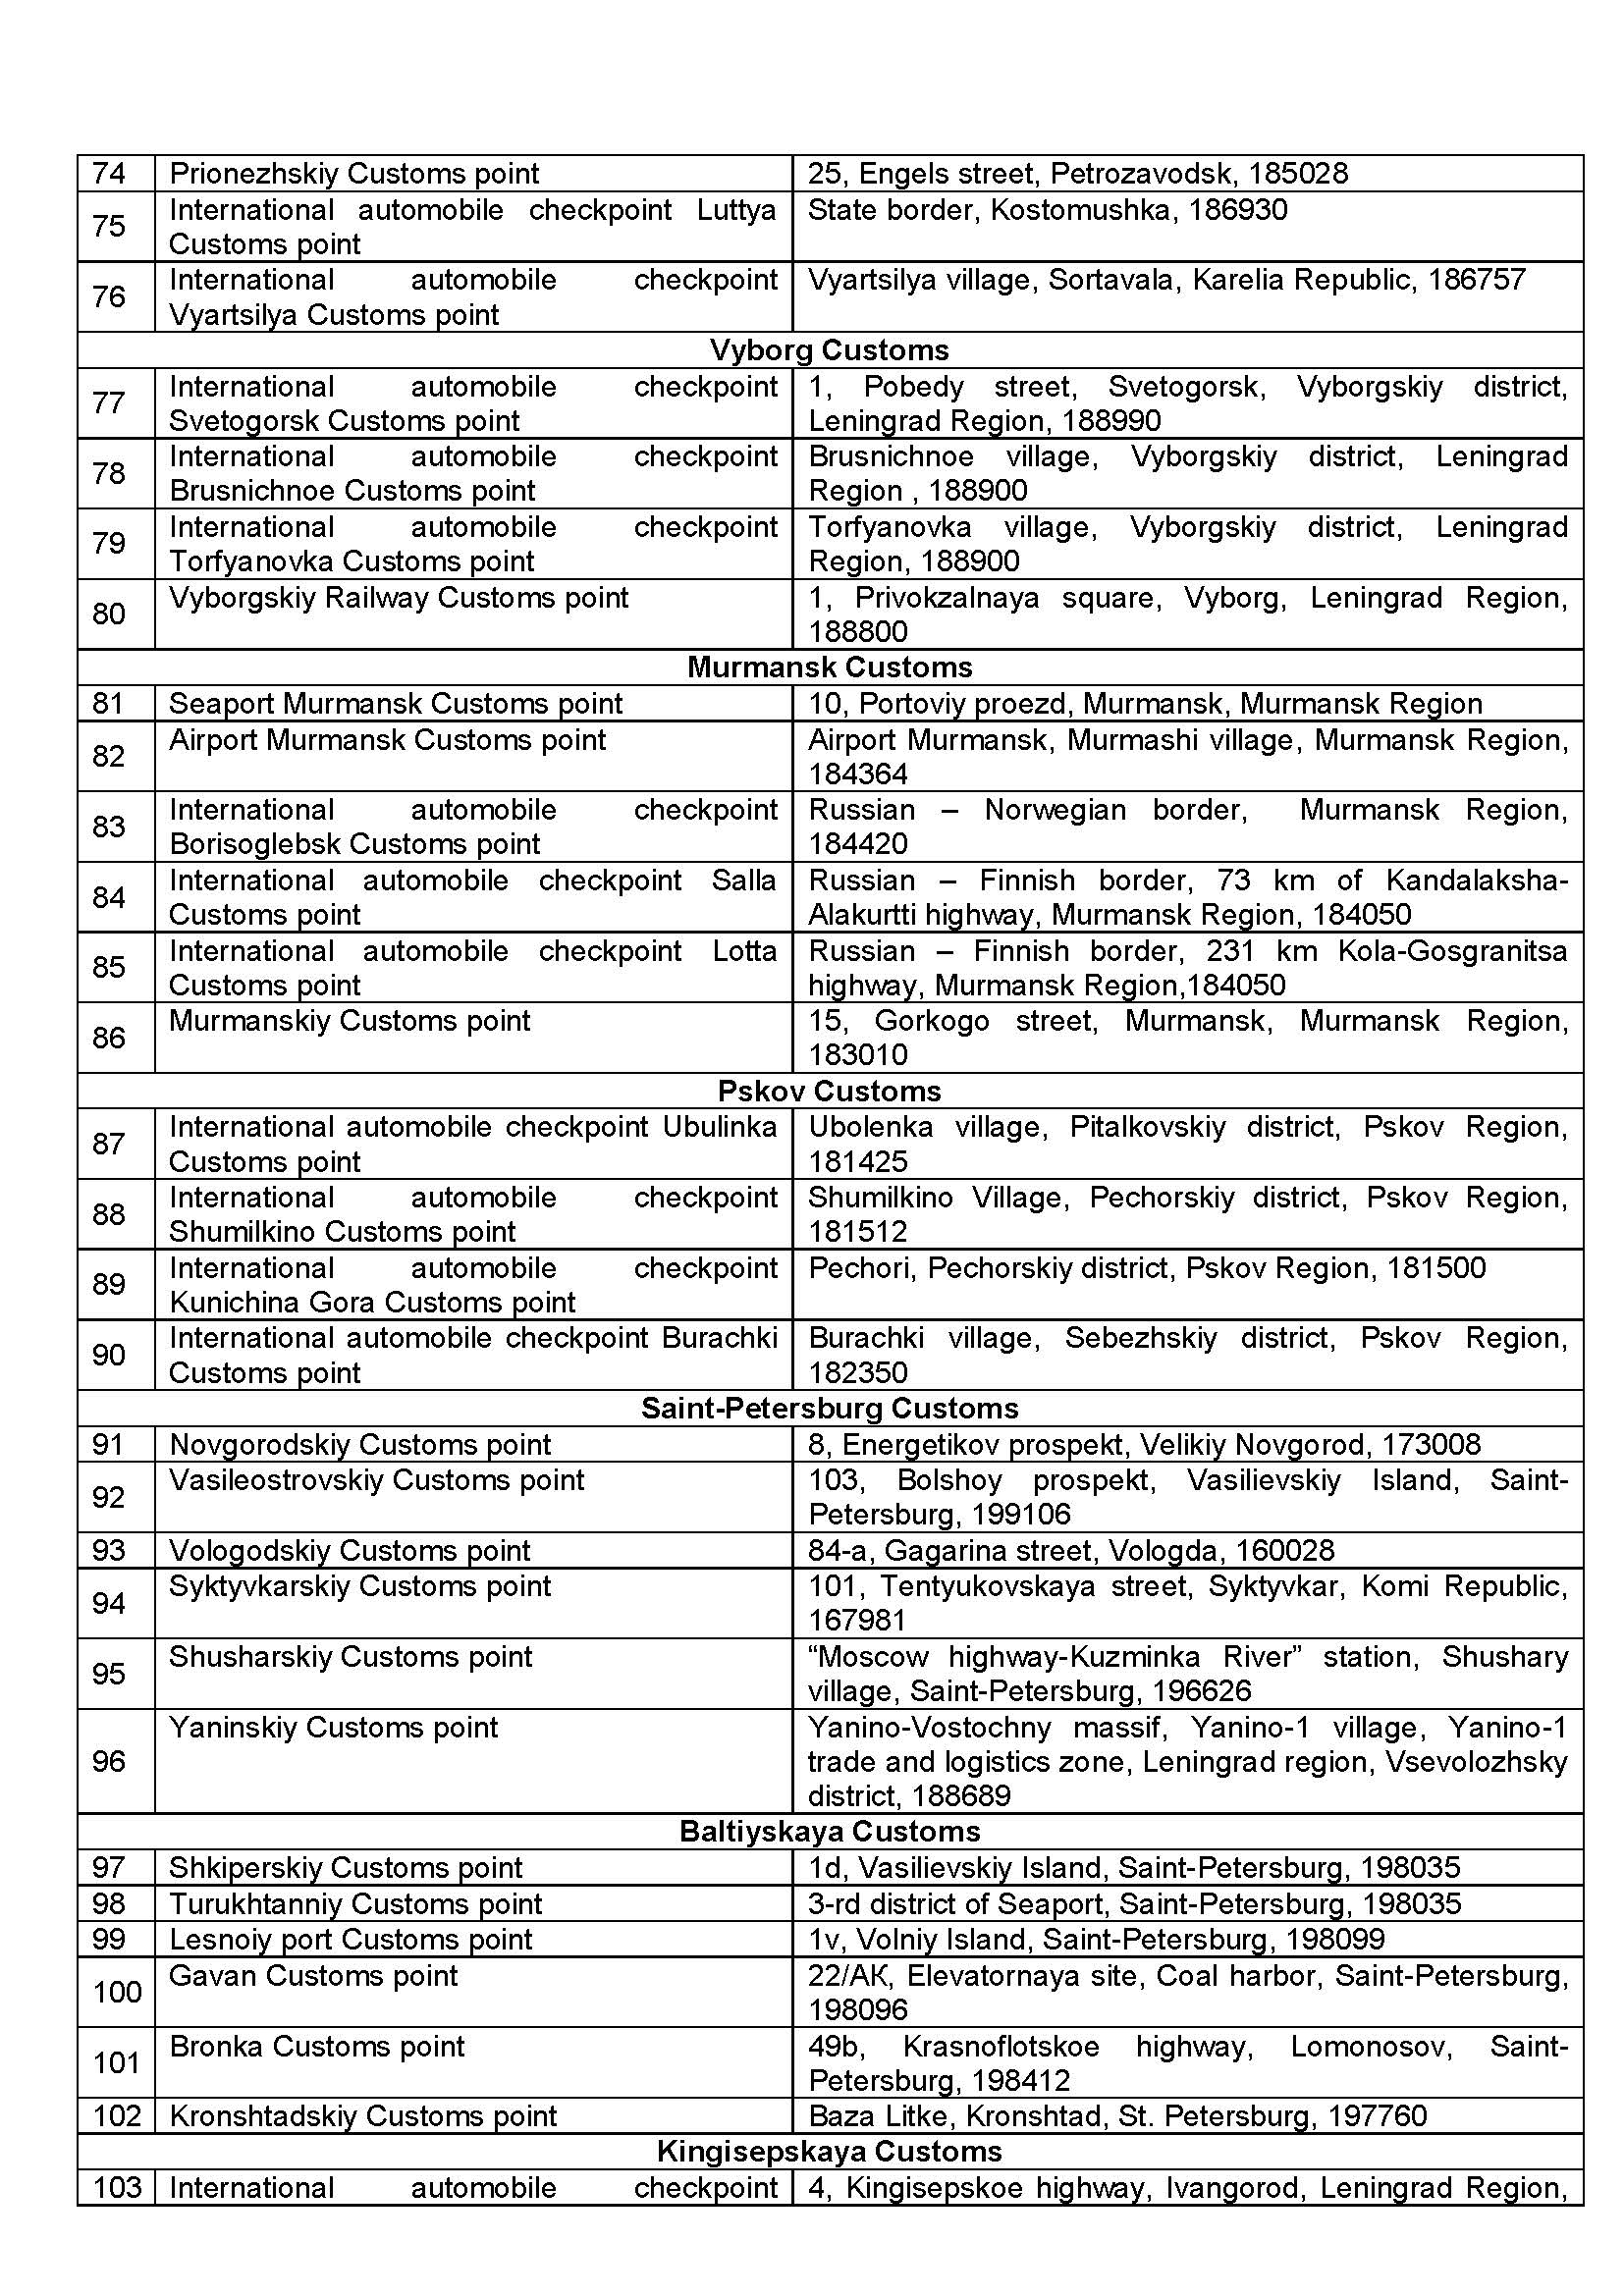 74 Prionezhskiy Customs point 25, Engels street, Petrozavodsk, 185028
75 International automobile checkpoint Luttya Customs point State border, Kostomushka, 186930
76 International automobile checkpoint Vyartsilya Customs point Vyartsilya village, Sortavala, Karelia Republic, 186757
Vyborg Customs
77 International automobile checkpoint Svetogorsk Customs point 1, Pobedy street, Svetogorsk, Vyborgskiy district, Leningrad Region, 188990
78 International automobile checkpoint Brusnichnoe Customs point Brusnichnoe village, Vyborgskiy district, Leningrad Region , 188900
79 International automobile checkpoint Torfyanovka Customs point Torfyanovka village, Vyborgskiy district, Leningrad Region, 188900
80 Vyborgskiy Railway Customs point 1, Privokzalnaya square, Vyborg, Leningrad Region, 188800
Murmansk Customs
81 Seaport Murmansk Customs point 10, Portoviy proezd, Murmansk, Murmansk Region
82 Airport Murmansk Customs point Airport Murmansk, Murmashi village, Murmansk Region, 184364
83 International automobile checkpoint Borisoglebsk Customs point Russian – Norwegian border, Murmansk Region, 184420
84 International automobile checkpoint Salla Customs point Russian – Finnish border, 73 km of Kandalaksha-Alakurtti highway, Murmansk Region, 184050
85 International automobile checkpoint Lotta Customs point Russian – Finnish border, 231 km Kola-Gosgranitsa highway, Murmansk Region,184050
86 Murmanskiy Customs point 15, Gorkogo street, Murmansk, Murmansk Region, 183010
Pskov Customs
87 International automobile checkpoint Ubulinka Customs point Ubolenka village, Pitalkovskiy district, Pskov Region, 181425
88 International automobile checkpoint Shumilkino Customs point Shumilkino Village, Pechorskiy district, Pskov Region, 181512
89 International automobile checkpoint Kunichina Gora Customs point Pechori, Pechorskiy district, Pskov Region, 181500
90 International automobile checkpoint Burachki Customs point Burachki village, Sebezhskiy district, Pskov Region, 182350
Saint-Petersburg Customs
91 Novgorodskiy Customs point 8, Energetikov prospekt, Velikiy Novgorod, 173008
92 Vasileostrovskiy Customs point 103, Bolshoy prospekt, Vasilievskiy Island, Saint-Petersburg, 199106
93 Vologodskiy Customs point 84-a, Gagarina street, Vologda, 160028
94 Syktyvkarskiy Customs point 101, Tentyukovskaya street, Syktyvkar, Komi Republic, 167981
95 Shusharskiy Customs point “Moscow highway-Kuzminka River” station, Shushary village, Saint-Petersburg, 196626
96 Yaninskiy Customs point Yanino-Vostochny massif, Yanino-1 village, Yanino-1 trade and logistics zone, Leningrad region, Vsevolozhsky district, 188689
Baltiyskaya Customs
97 Shkiperskiy Customs point 1d, Vasilievskiy Island, Saint-Petersburg, 198035
98 Turukhtanniy Customs point 3-rd district of Seaport, Saint-Petersburg, 198035
99 Lesnoiy port Customs point 1v, Volniy Island, Saint-Petersburg, 198099
100 Gavan Customs point 22/AK, Elevatornaya site, Coal harbor, Saint-Petersburg, 198096
101 Bronka Customs point 49b, Krasnoflotskoe highway, Lomonosov, Saint-Petersburg, 198412
102 Kronshtadskiy Customs point Baza Litke, Kronshtad, St. Petersburg, 197760
Kingisepskaya Customs
103 International automobile checkpoint 4, Kingisepskoe highway, Ivangorod, Leningrad Region,